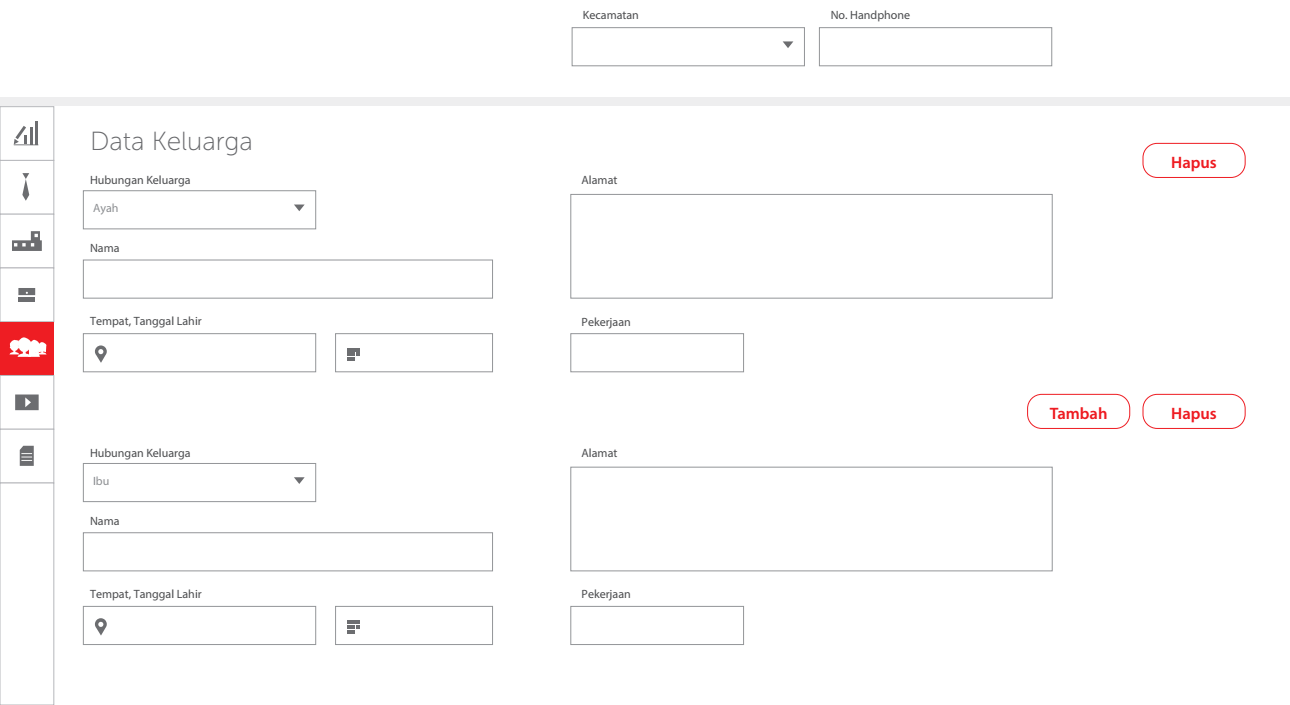 Kecamatan
No. Handphone
Data Keluarga
Hapus
Hubungan Keluarga
Alamat
Ayah
Nama
Tempat, Tanggal Lahir
Pekerjaan
Tambah
Hapus
Hubungan Keluarga
Alamat
Ibu
Nama
Tempat, Tanggal Lahir
Pekerjaan